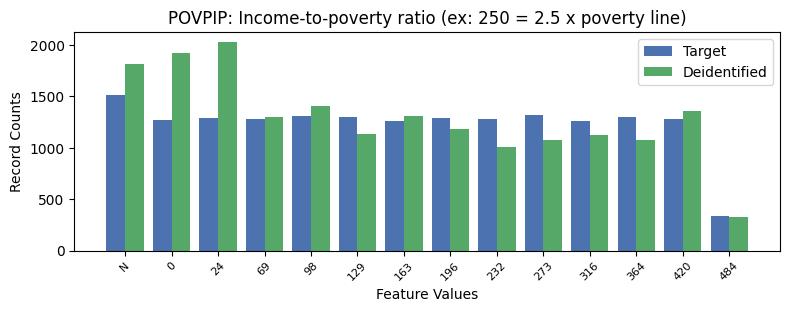 POVPIP: Income-to-poverty ratio (ex: 250 = 2.5 x poverty line)
Target
Deidentified
Record Counts
2000
1500
1000
500
0
N 0 24 69 98 129 163 196 232 273 316 364 420 484
Feature Values